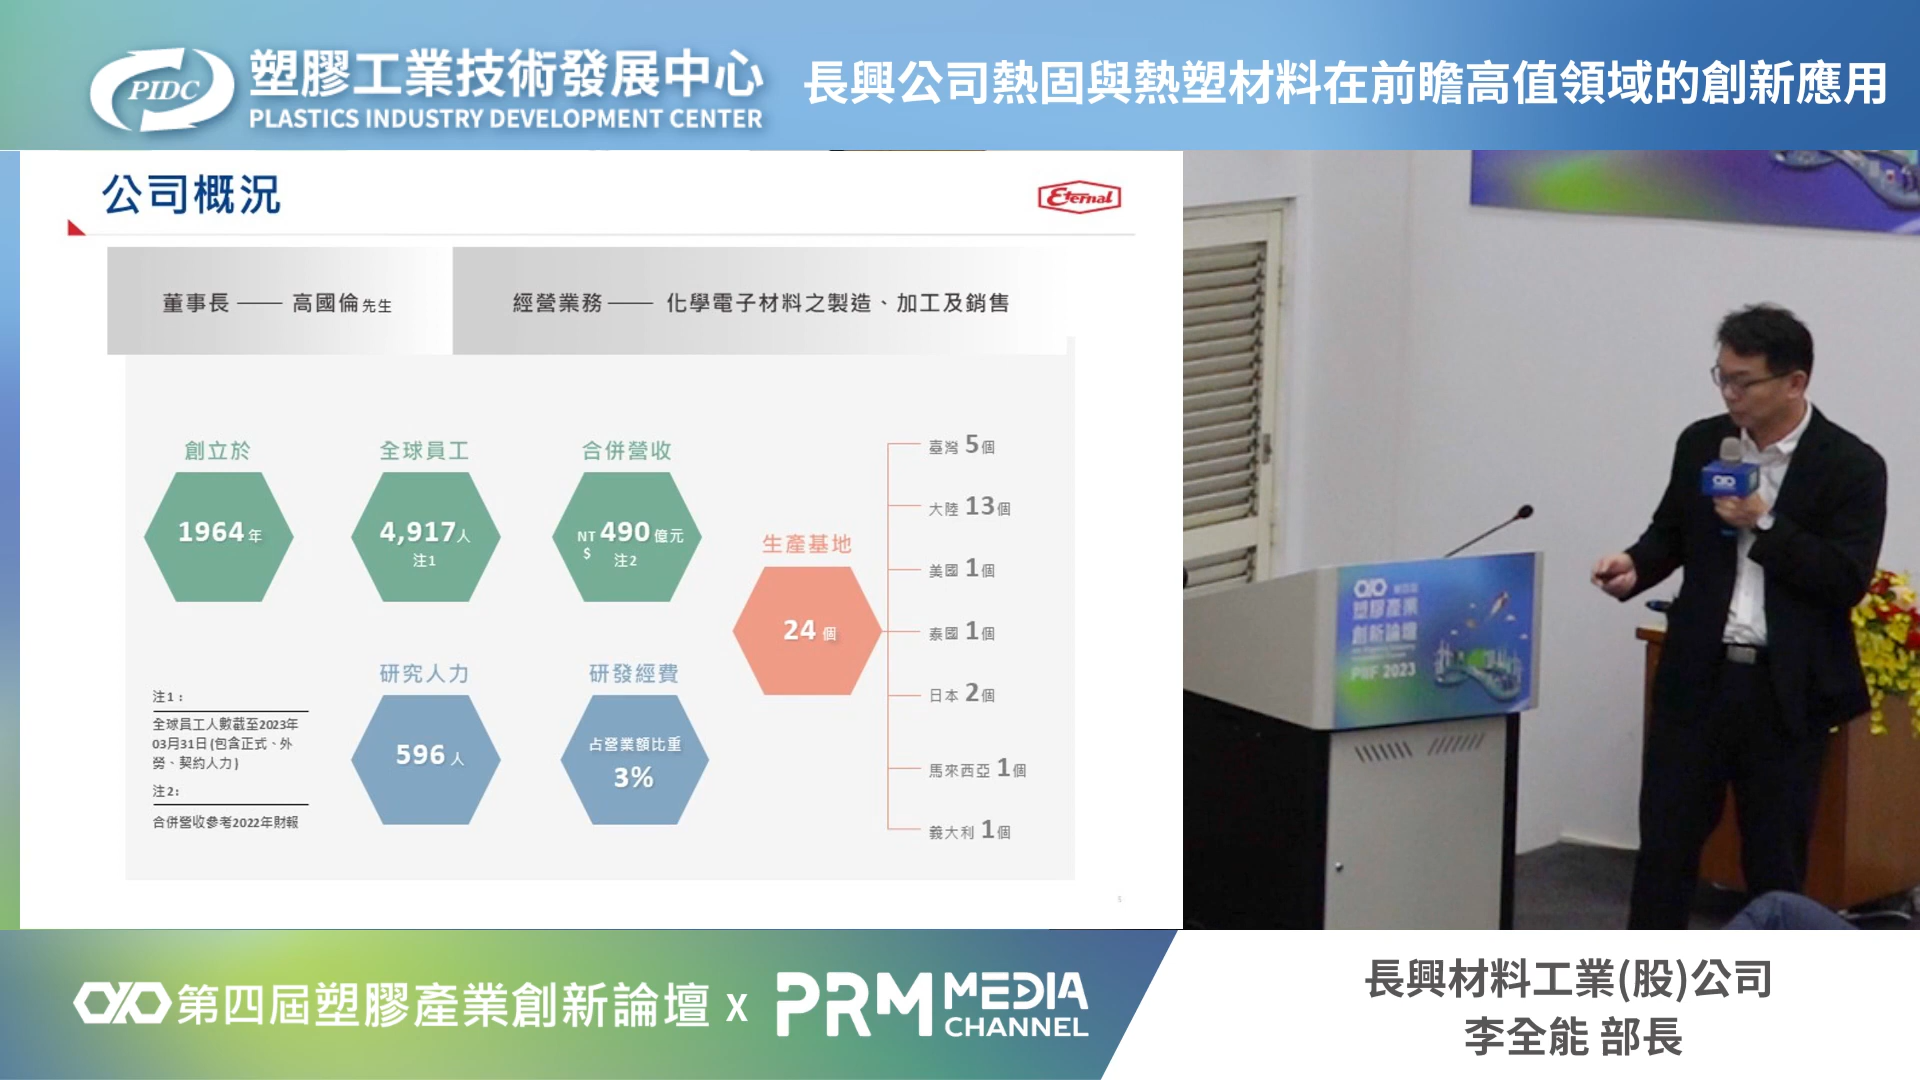 PIDC
塑膠工業技術發展中心
PLASTICS INDUSTRY DEVELOPMENT CENTER
長興公司熱固與熱塑材料在前瞻高值領域的創新應用
公司概況
Eternal
董事長 —— 高國倫先生
經營業務 —— 化學電子材料之製造、加工及銷售
創立於
1964年
全球員工
4,917人
注1
合併營收
NT$ 490億元
注2
生產基地
24個
臺灣 5個
大陸 13個
美國 1個
泰國 1個
日本 2個
馬來西亞 1個
義大利 1個
研究人力
596人
研發經費
占營業額比重
3%
注1：
全球員工人數截至2023年
03月31日(包含正式、外
勞、契約人力)
注2:
合併營收參考2022年財報
塑膠產業
創新論壇
PIIF 2023
第四屆塑膠產業創新論壇 x PRM MEDIA
CHANNEL
長興材料工業(股)公司
李全能 部長